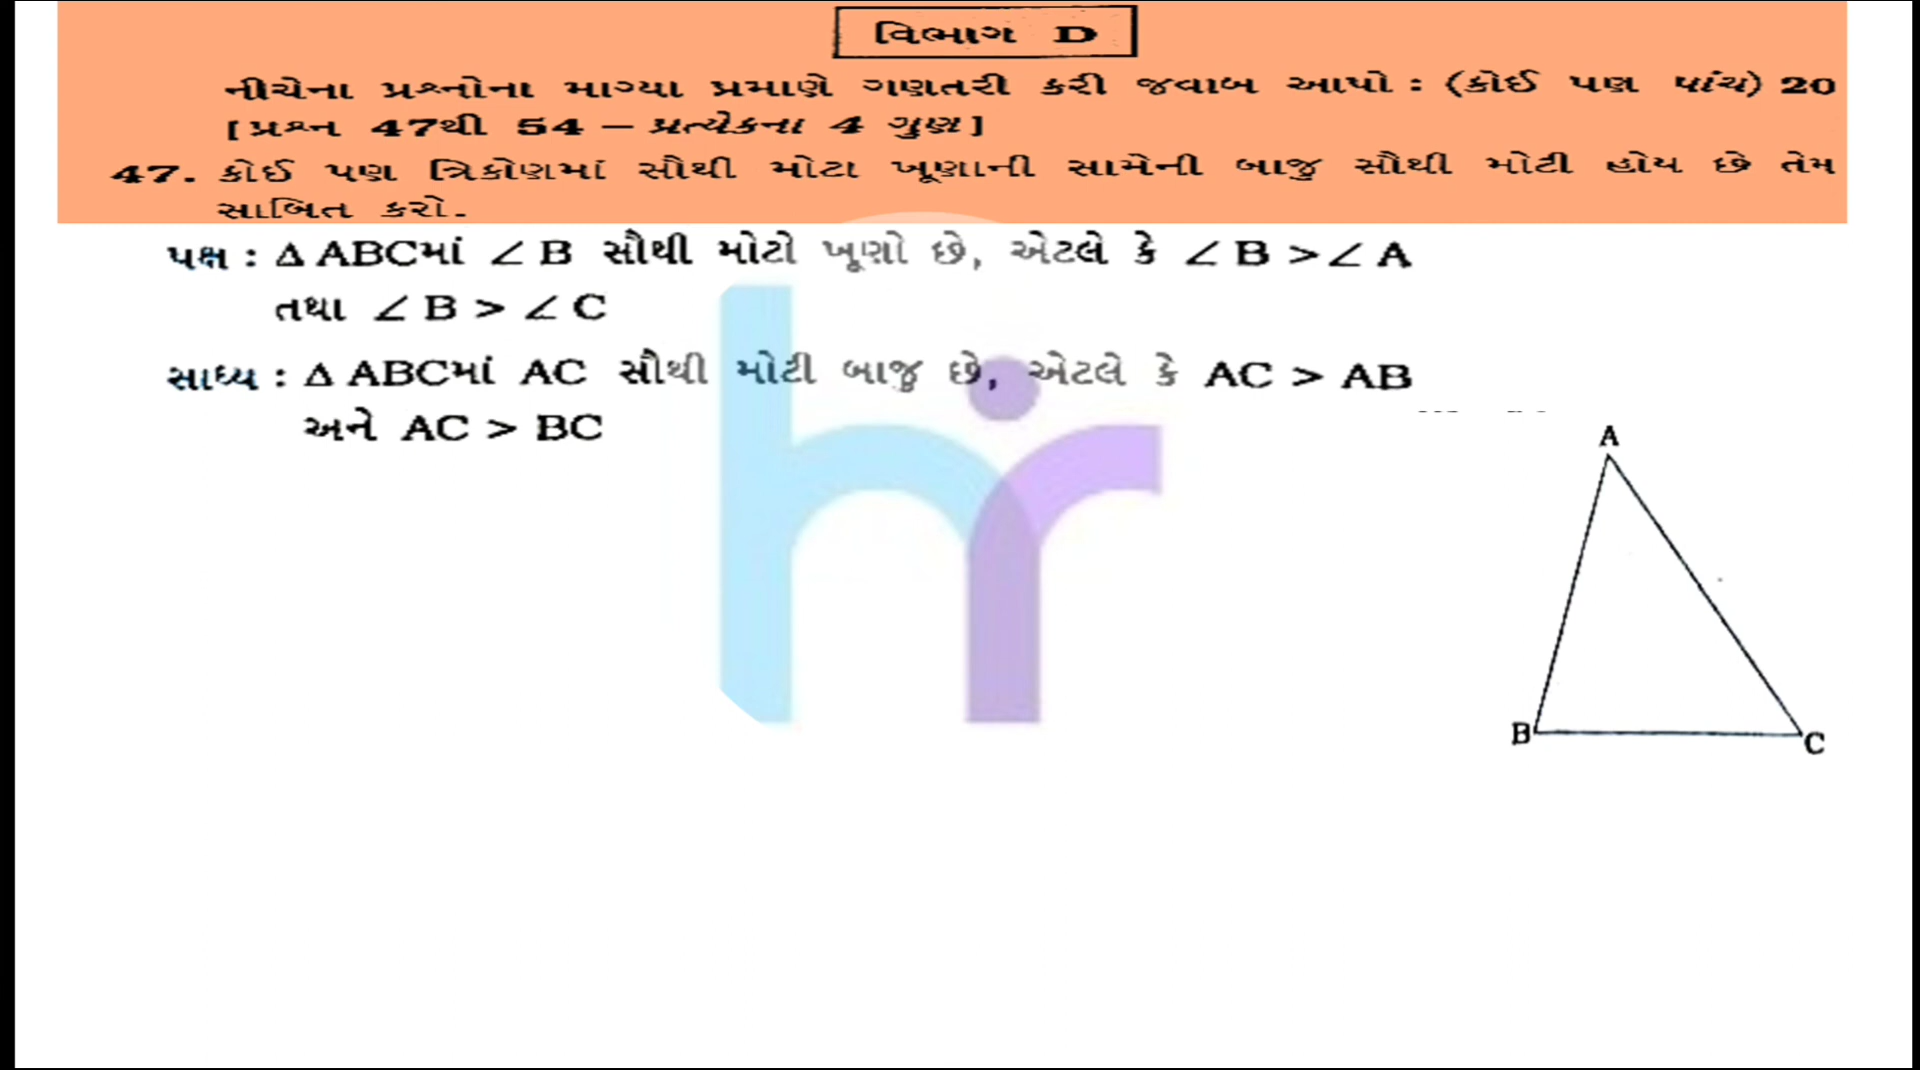 વિભાગ D
નીચેના પ્રશ્નોના માગ્યા પ્રમાણે ગણતરી કરી જવાબ આપો : (કોઈ પણ પાંચ) 20
[પ્રશ્ન 47થી 54 – પ્રત્યેકના 4 ગુણ]
47. કોઈ પણ ત્રિકોણમાં સૌથી મોટા ખૂણાની સામેની બાજુ સૌથી મોટી હોય છે તેમ
સાબિત કરો.
પક્ષ : Δ ABCમાં ∠ B સૌથી મોટો ખૂણો છે, એટલે કે ∠ B > ∠ A
તથા ∠ B > ∠ C
સાધ્ય : Δ ABCમાં AC સૌથી મોટી બાજુ છે, એટલે કે AC > AB
અને AC > BC
hr
A
B
C